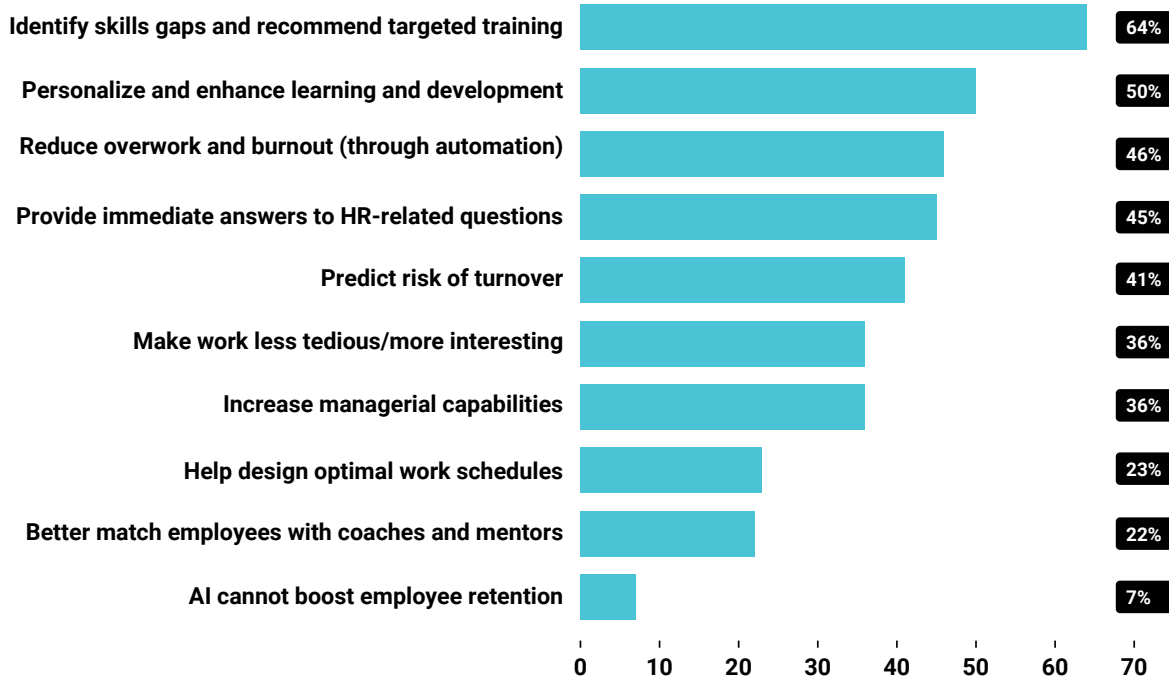 Identify skills gaps and recommend targeted training 64%
Personalize and enhance learning and development 50%
Reduce overwork and burnout (through automation) 46%
Provide immediate answers to HR-related questions 45%
Predict risk of turnover 41%
Make work less tedious/more interesting 36%
Increase managerial capabilities 36%
Help design optimal work schedules 23%
Better match employees with coaches and mentors 22%
AI cannot boost employee retention 7%
0 10 20 30 40 50 60 70